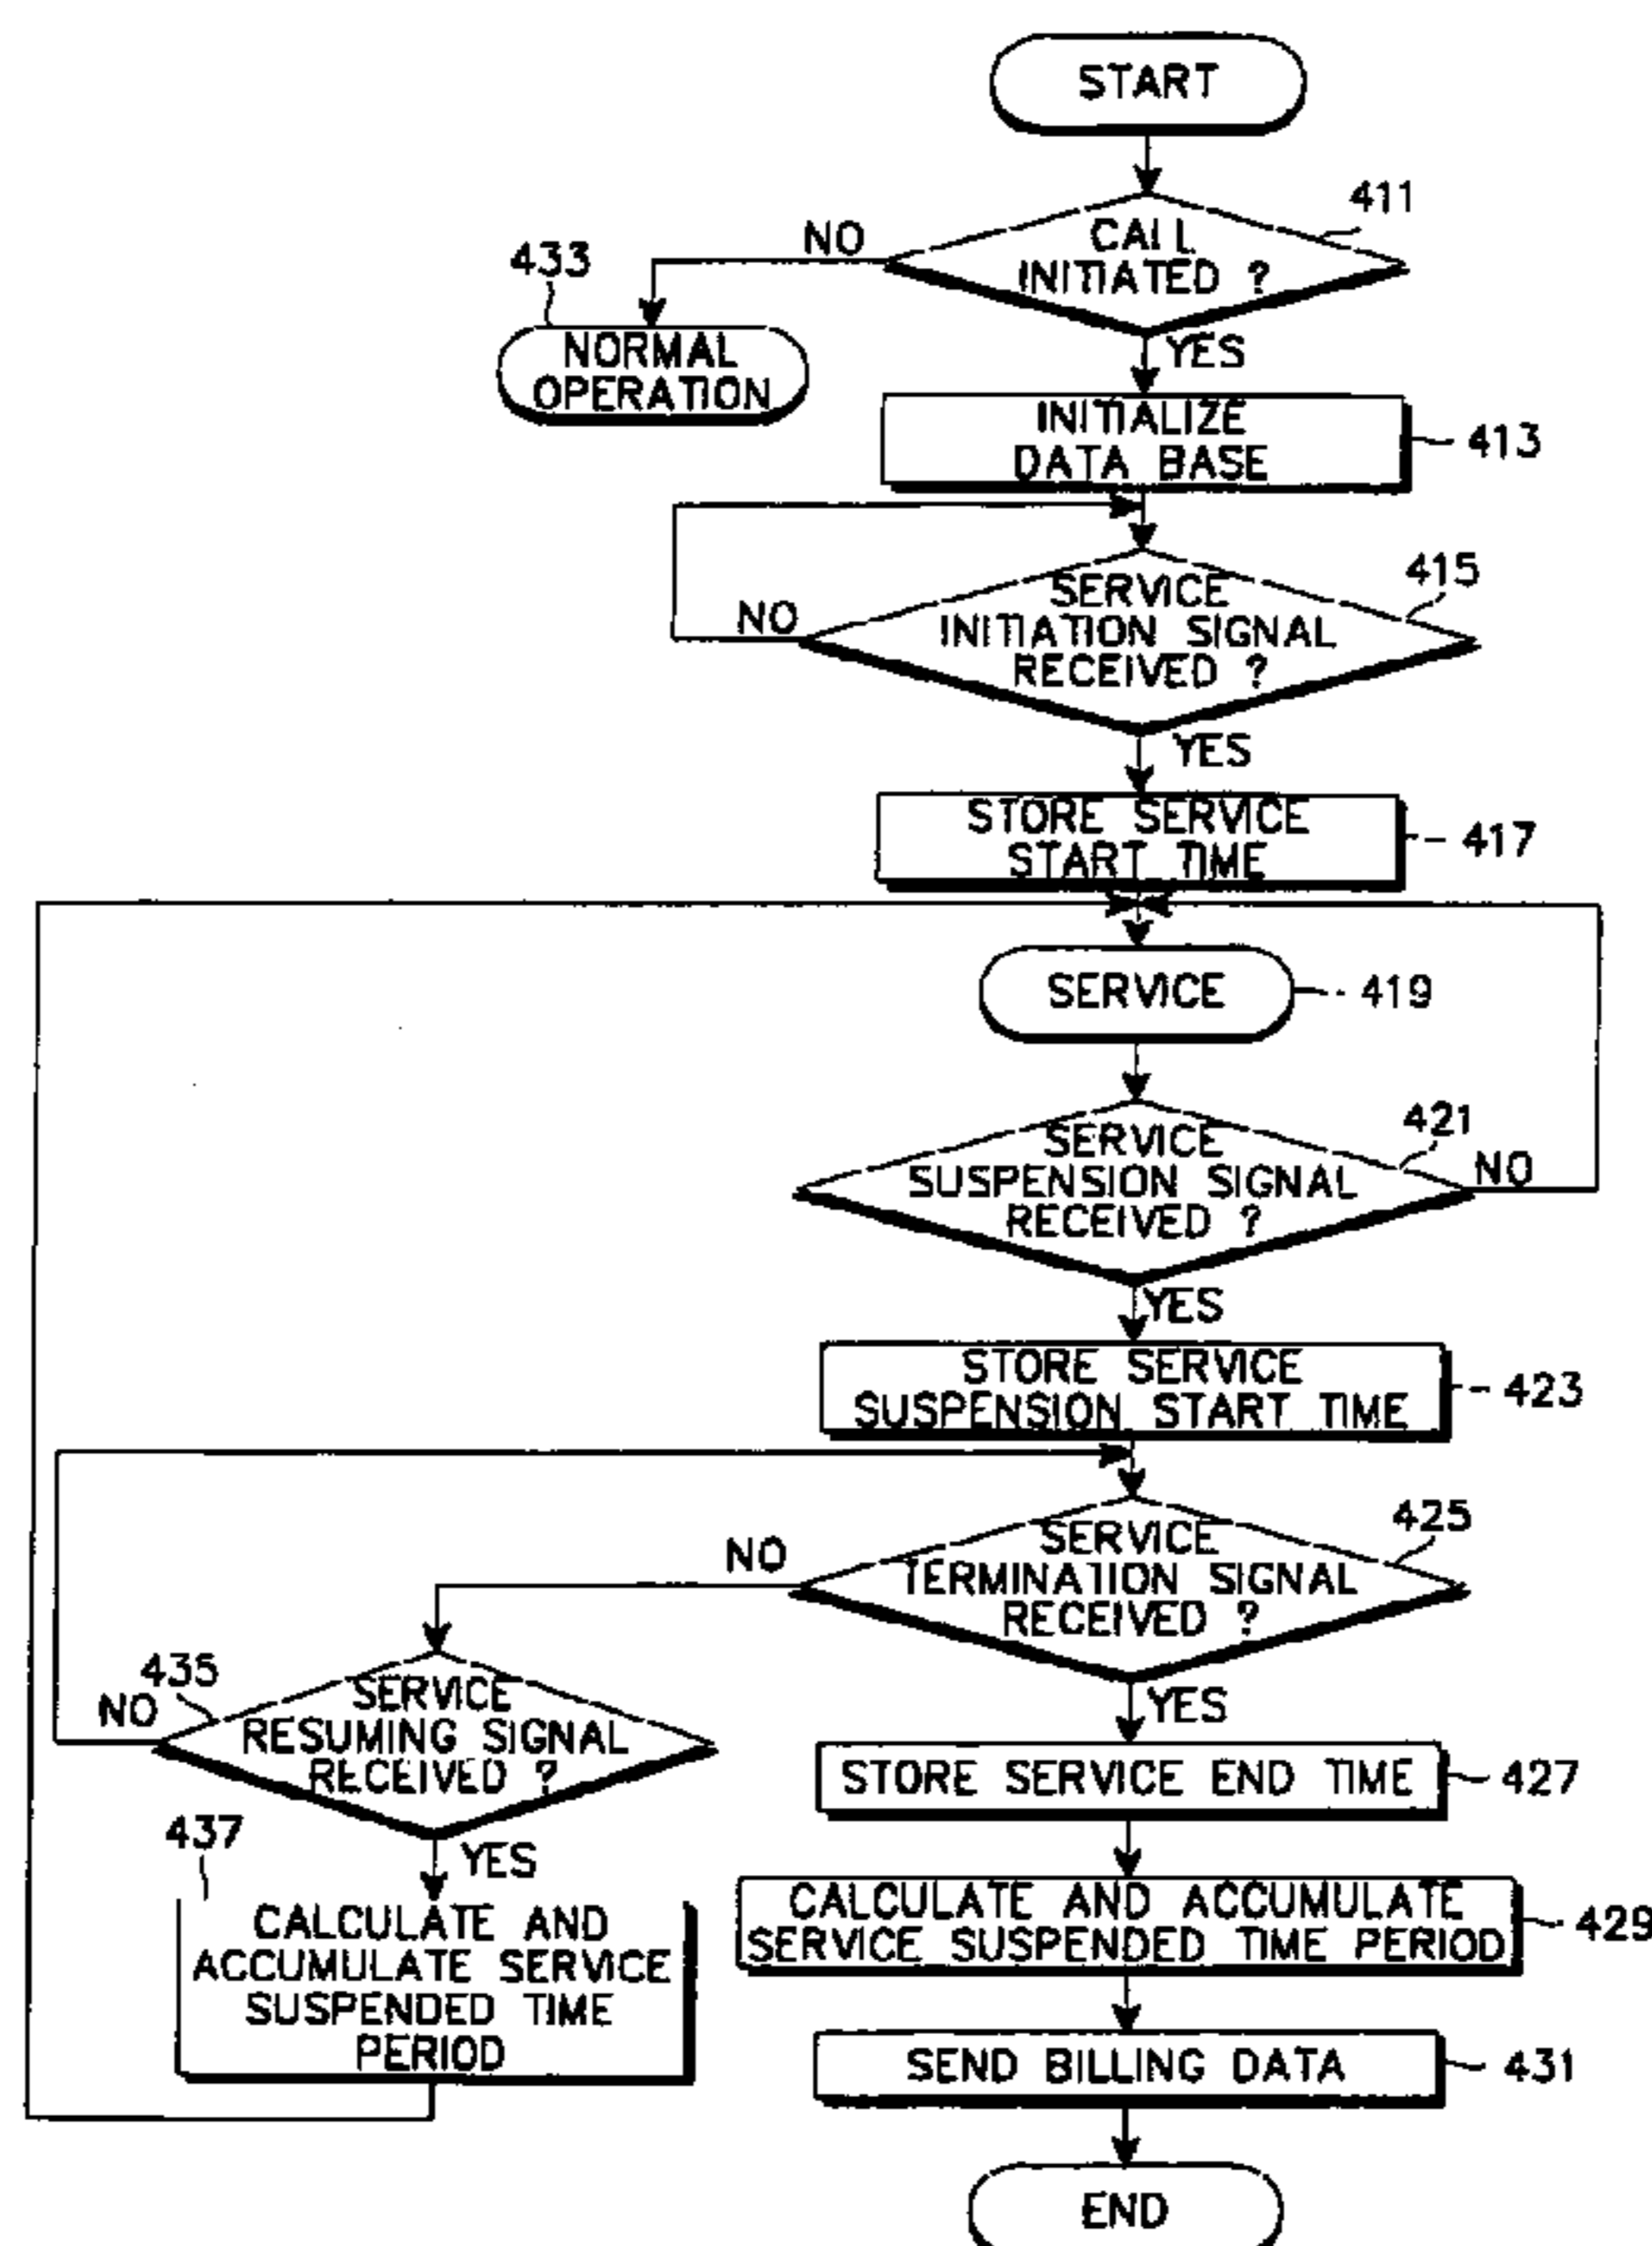 START
411
CALL
INITIATED ?
NO
433
NORMAL
OPERATION
YES
INITIALIZE
DATA BASE
413
415
SERVICE
INITIATION SIGNAL
RECEIVED ?
NO
YES
STORE SERVICE
START TIME
417
SERVICE
419
421
SERVICE
SUSPENSION SIGNAL
RECEIVED ?
NO
YES
STORE SERVICE
SUSPENSION START TIME
423
425
SERVICE
TERMINATION SIGNAL
RECEIVED ?
NO
435
SERVICE
RESUMING SIGNAL
RECEIVED ?
NO
YES
STORE SERVICE END TIME
427
437
YES
CALCULATE AND
ACCUMULATE SERVICE
SUSPENDED TIME
PERIOD
CALCULATE AND ACCUMULATE
SERVICE SUSPENDED TIME PERIOD
429
SEND BILLING DATA
431
END